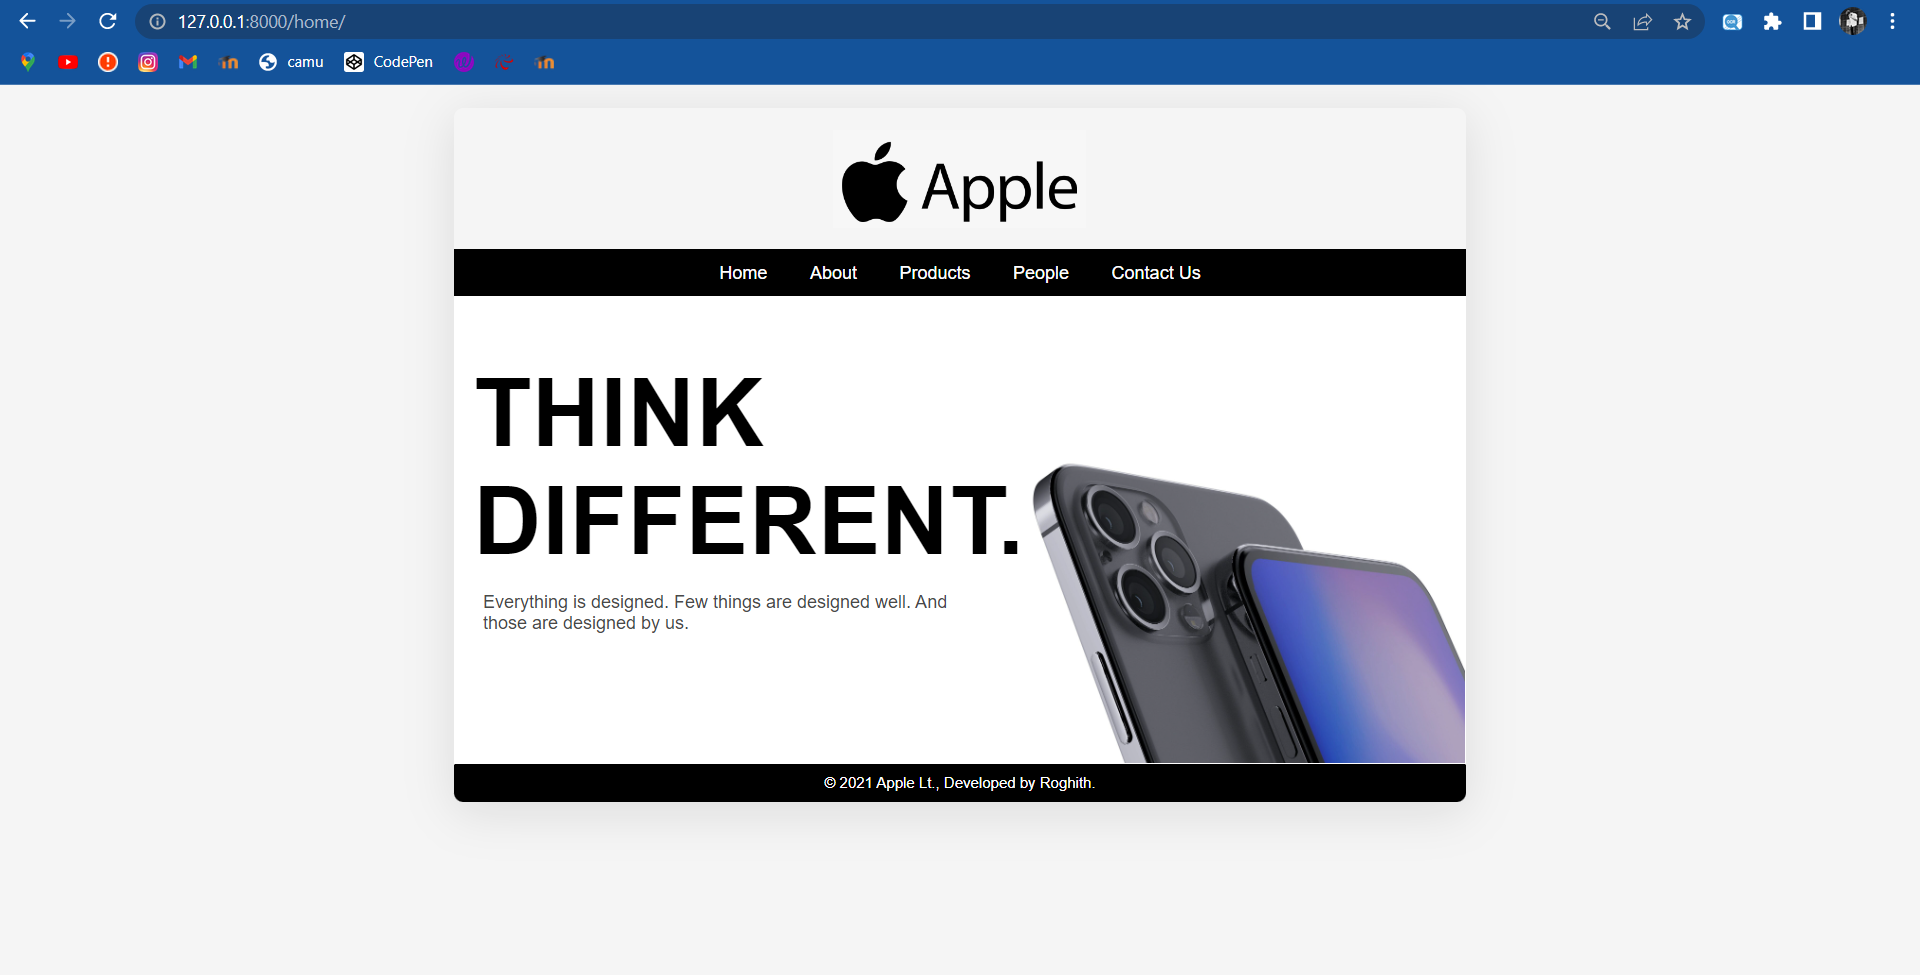 127.0.0.1:8000/home/
camu CodePen
Apple
Home About Products People Contact Us
THINK
DIFFERENT.
Everything is designed. Few things are designed well. And
those are designed by us.
© 2021 Apple Lt., Developed by Roghith.